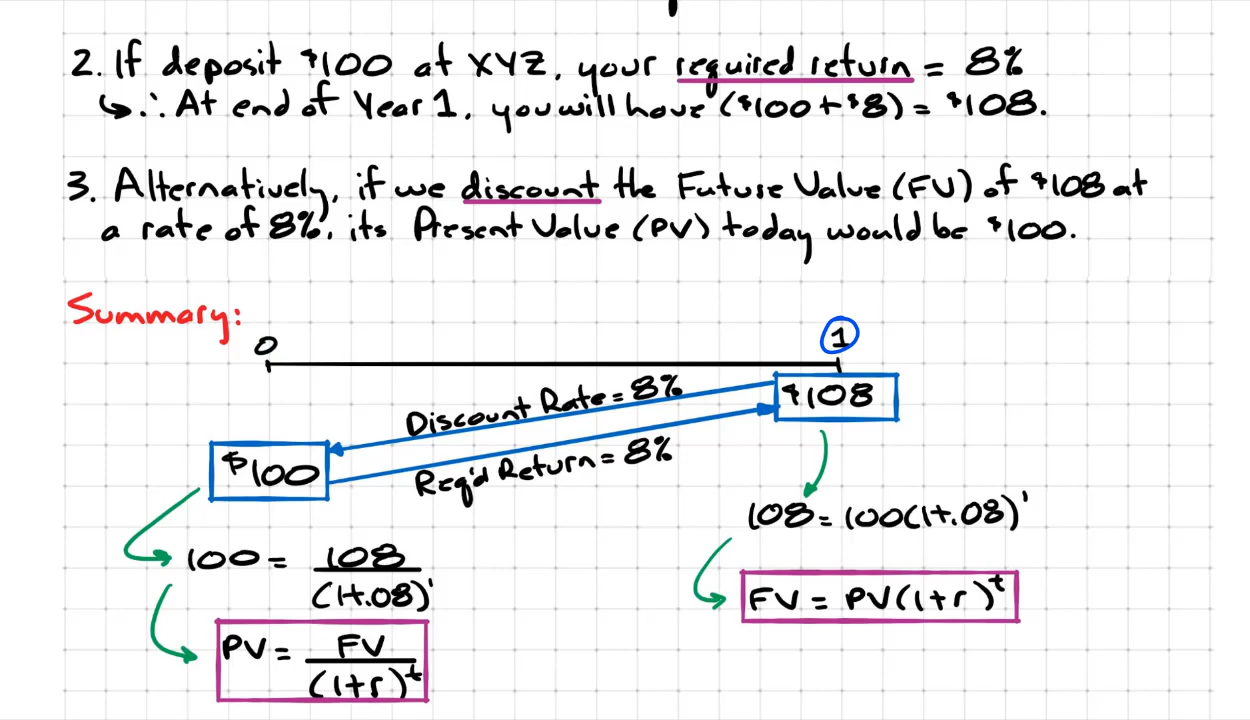 2. If deposit $100 at XYZ, your required return = 8%
↳ ∴ At end of Year 1, you will have ($100 + $8) = $108.
3. Alternatively, if we discount the Future Value (FV) of $108 at
a rate of 8%, its Present Value (PV) today would be $100.
Summary:
0 1
Discount Rate = 8% $108
$100 Req'd Return = 8%
108 = 100(1+.08)¹
100 = 108/(1+.08)¹
FV = PV(1+r)ᵗ
PV = FV/(1+r)ᵗ